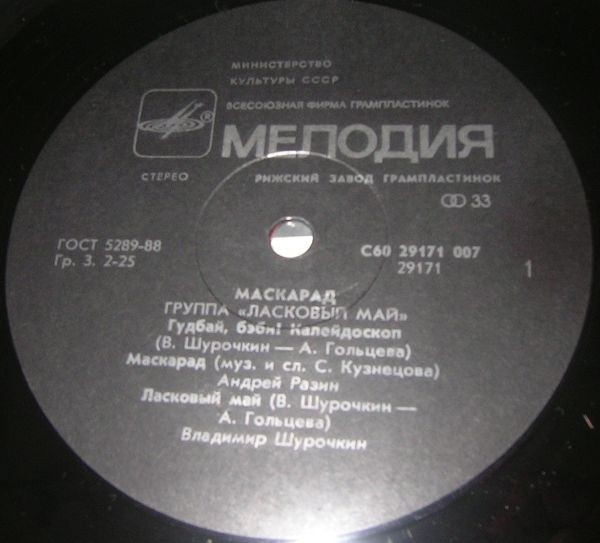 МИНИСТЕРСТВО
КУЛЬТУРЫ СССР
ВСЕСОЮЗНАЯ ФИРМА ГРАМПЛАСТИНОК
®
МЕЛОДИЯ
СТЕРЕО
РИЖСКИЙ ЗАВОД ГРАМПЛАСТИНОК
33
ГОСТ 5289-88
Гр. 3. 2-25
С60 29171 007
29171
1
МАСКАРАД
ГРУППА «ЛАСКОВЫЙ МАЙ»
Гудбай, бэби! Калейдоскоп
(В. Шурочкин — А. Гольцева)
Маскарад (муз. и сл. С. Кузнецова)
Андрей Разин
Ласковый май (В. Шурочкин —
А. Гольцева)
Владимир Шурочкин